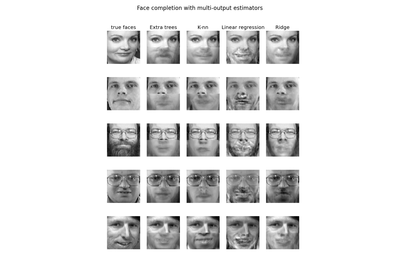 Face completion with multi-output estimators
true faces Extra trees K-nn Linear regression Ridge